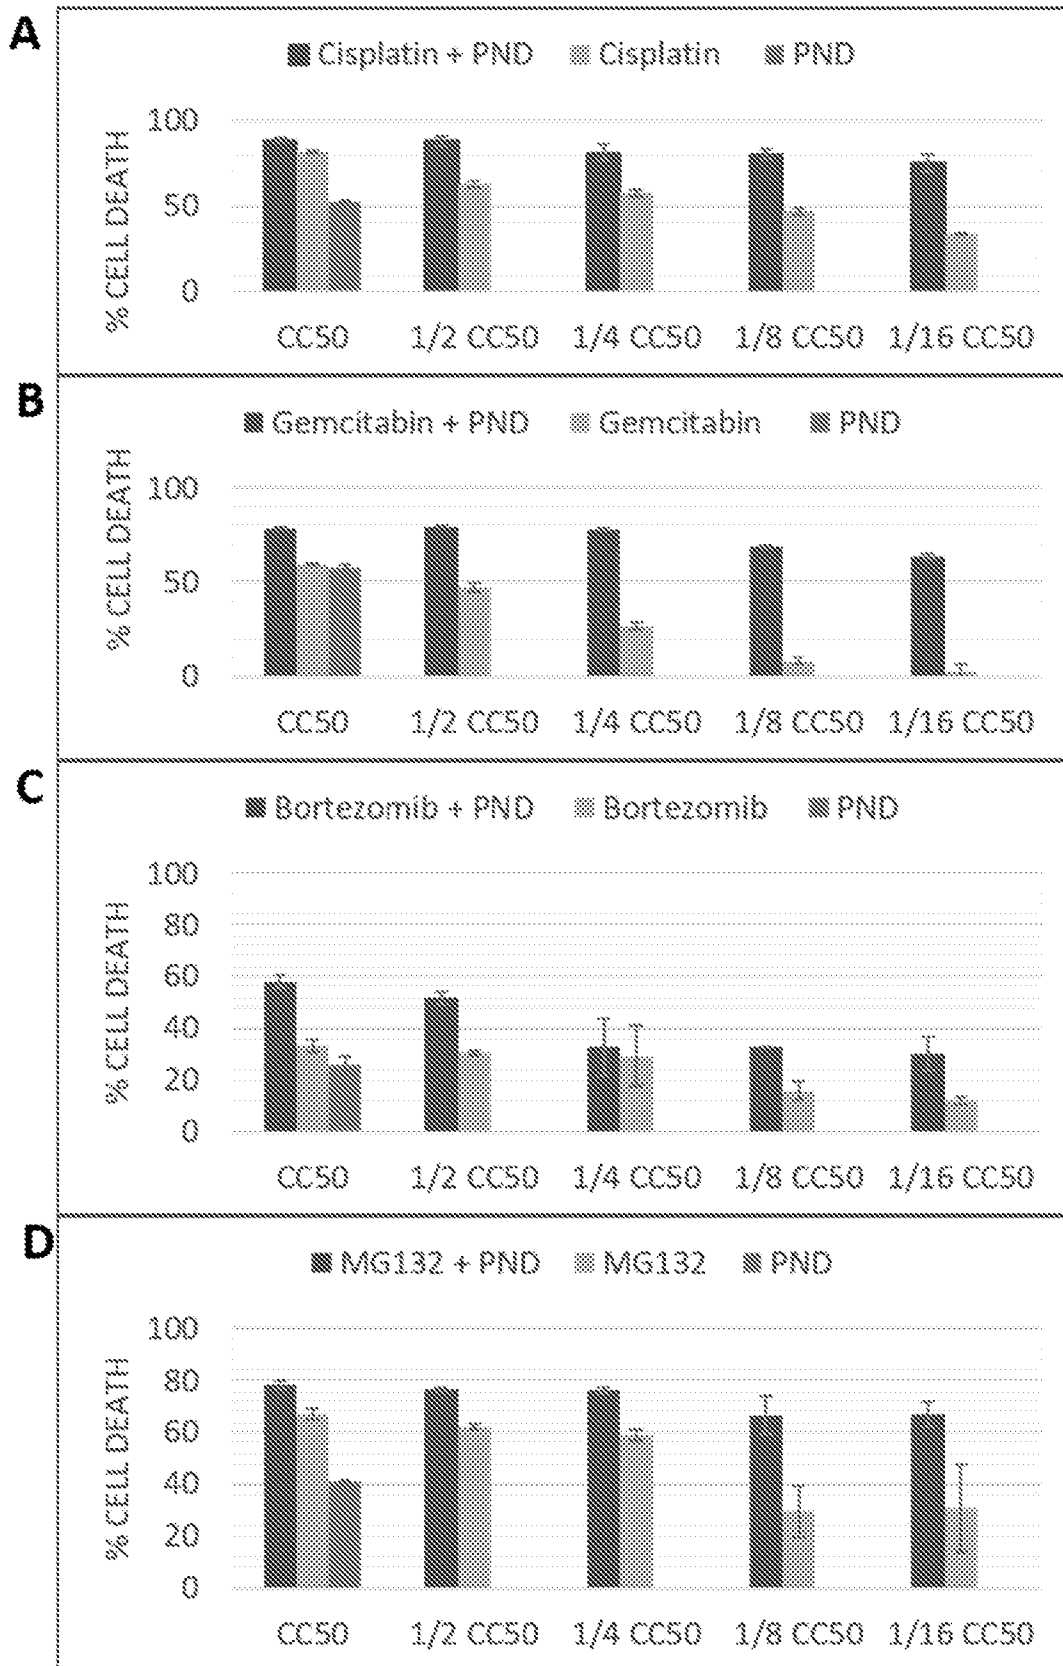 A
Cisplatin + PND Cisplatin PND
% CELL DEATH
100
50
0
CC50 1/2 CC50 1/4 CC50 1/8 CC50 1/16 CC50
B
Gemcitabin + PND Gemcitabin PND
% CELL DEATH
100
50
0
CC50 1/2 CC50 1/4 CC50 1/8 CC50 1/16 CC50
C
Bortezomib + PND Bortezomib PND
% CELL DEATH
100
80
60
40
20
0
CC50 1/2 CC50 1/4 CC50 1/8 CC50 1/16 CC50
D
MG132 + PND MG132 PND
% CELL DEATH
100
80
60
40
20
0
CC50 1/2 CC50 1/4 CC50 1/8 CC50 1/16 CC50